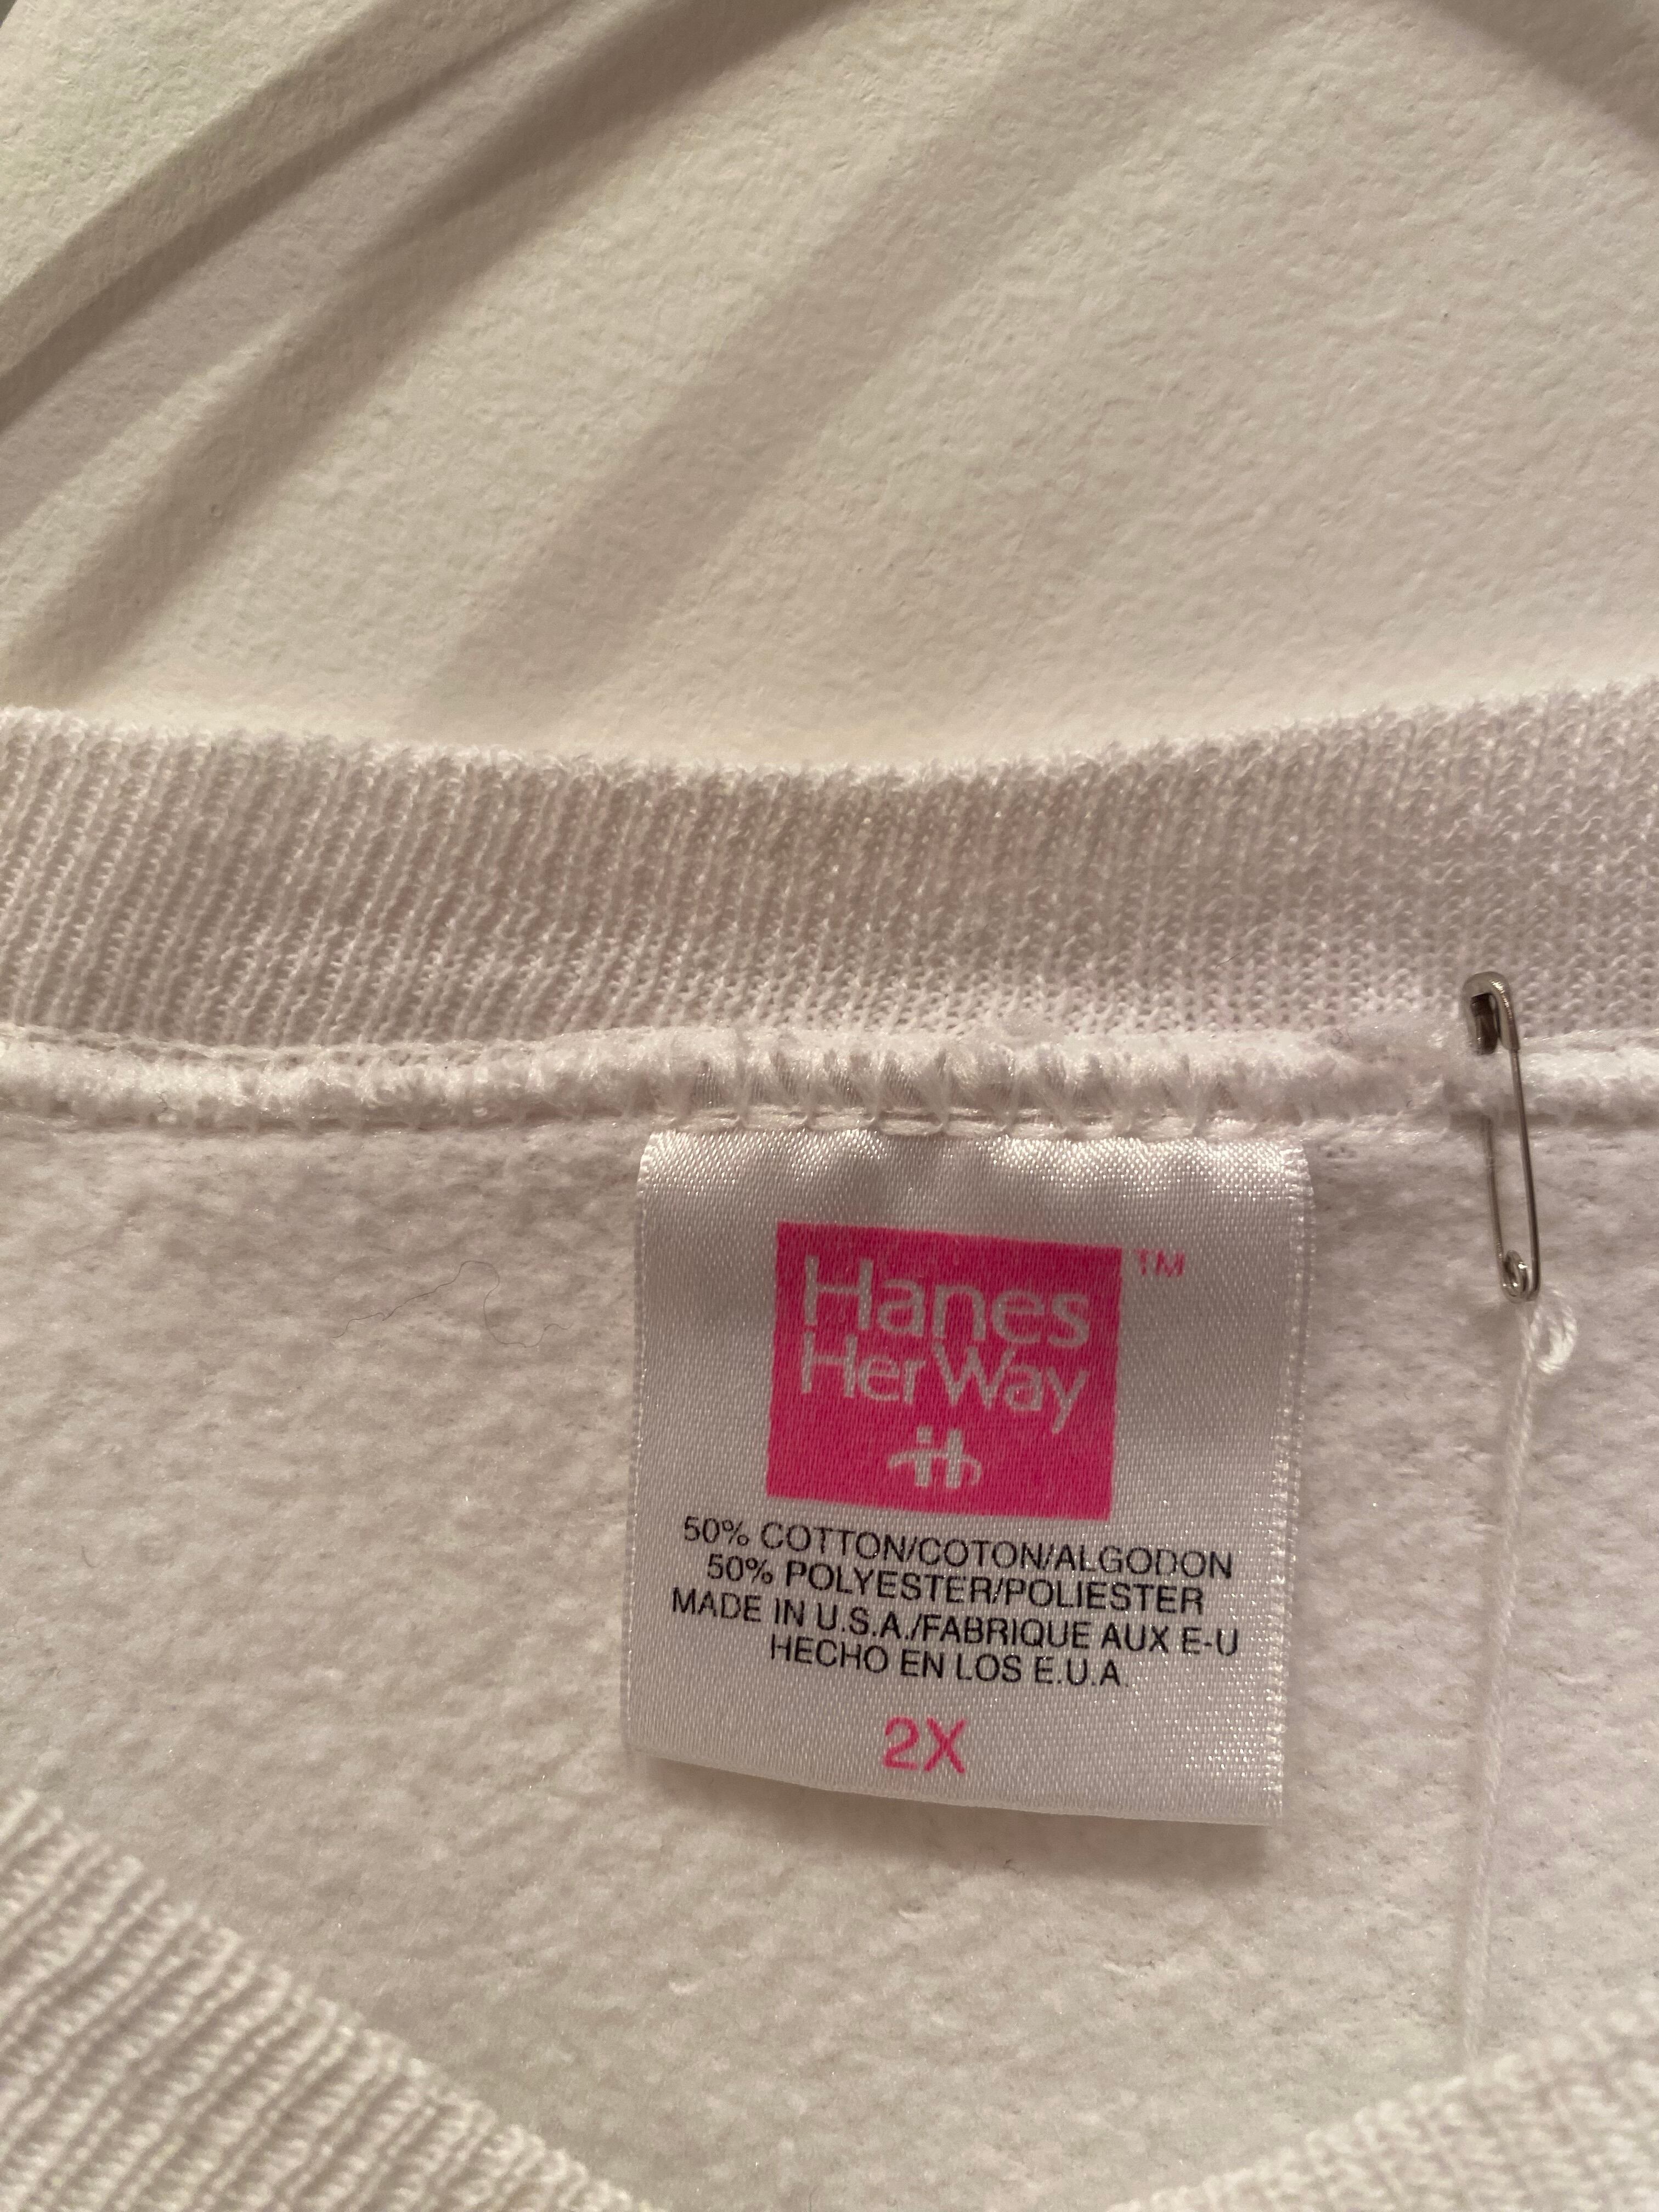 Hanes TM
Her Way
50% COTTON/COTON/ALGODON
50% POLYESTER/POLIESTER
MADE IN U.S.A./FABRIQUE AUX E-U
HECHO EN LOS E.U.A.
2X